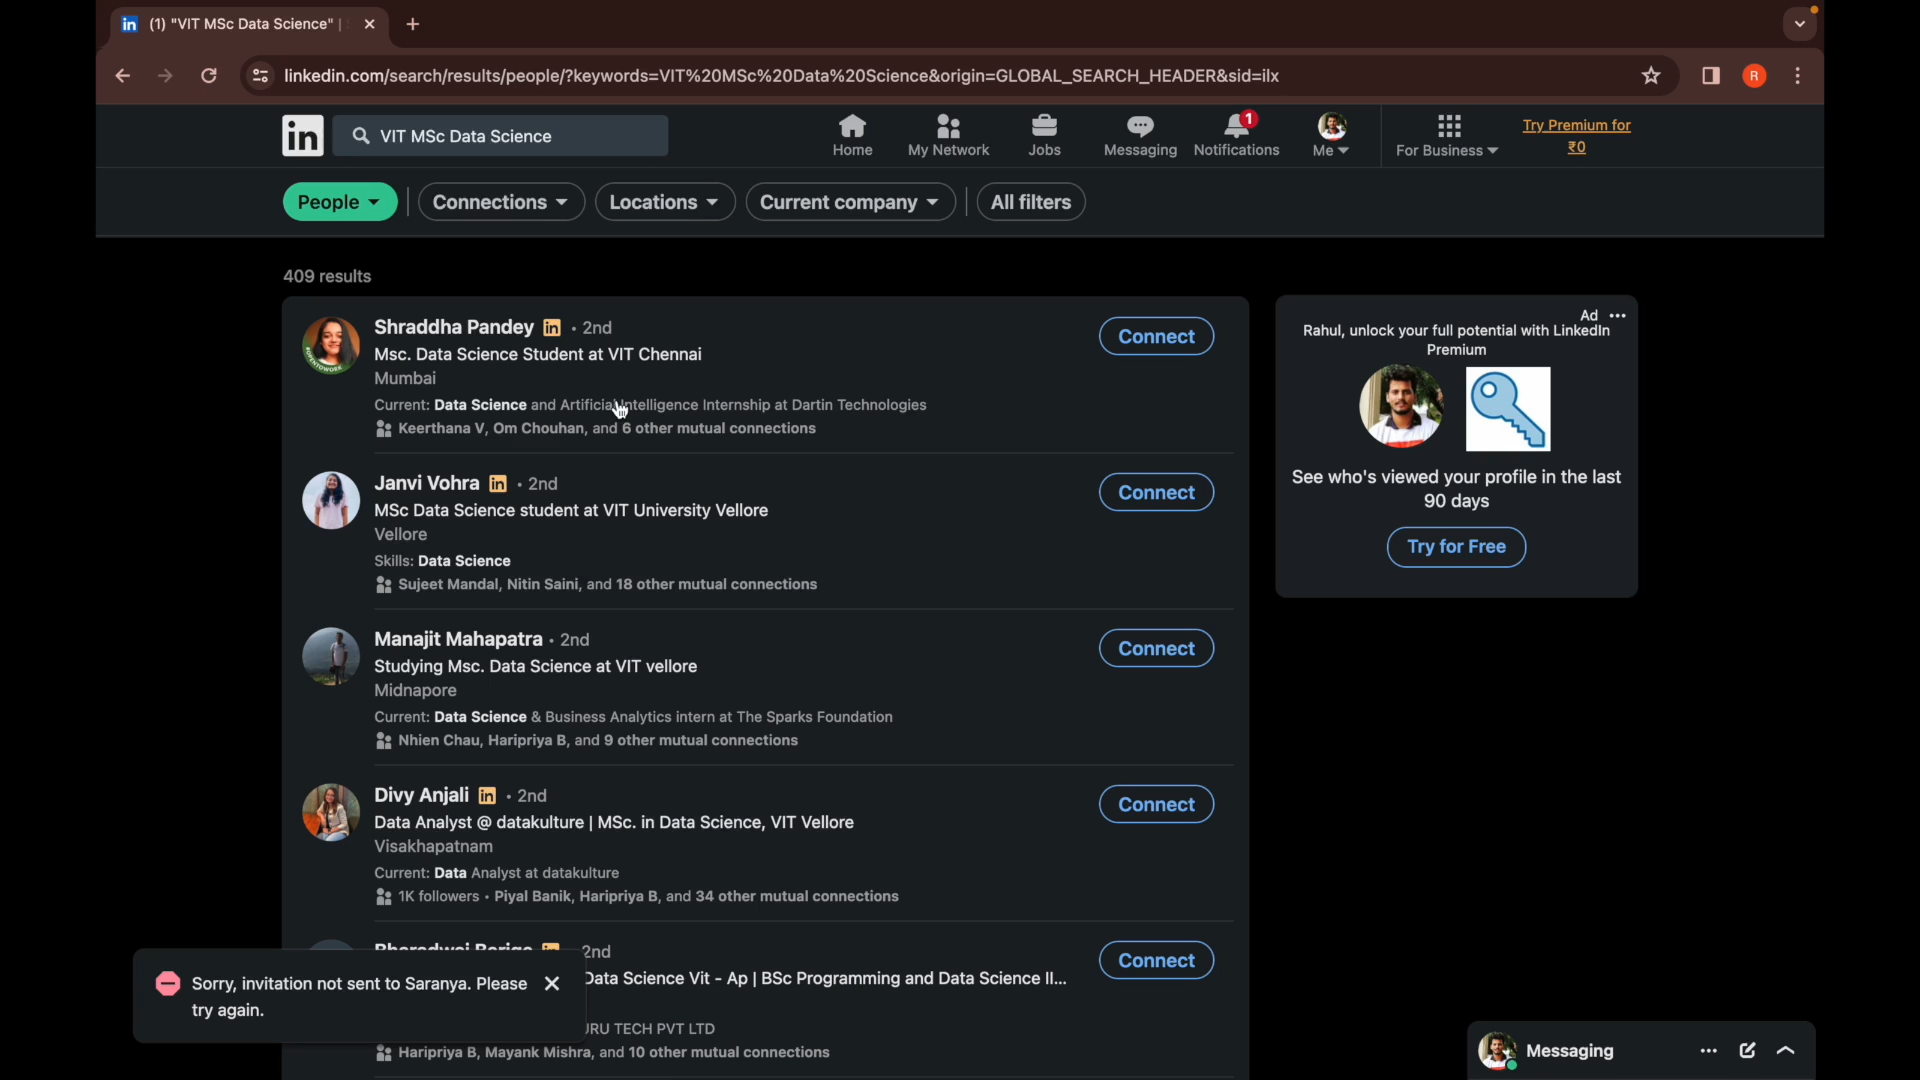 (1) "VIT MSc Data Science" |
linkedin.com/search/results/people/?keywords=VIT%20MSc%20Data%20Science&origin=GLOBAL_SEARCH_HEADER&sid=ilx
R
in
VIT MSc Data Science
Home
My Network
Jobs
Messaging
1
Notifications
Me
For Business
Try Premium for
₹0
People
Connections
Locations
Current company
All filters
409 results
Shraddha Pandey in • 2nd
Msc. Data Science Student at VIT Chennai
Mumbai
Current: Data Science and Artificial Intelligence Internship at Dartin Technologies
Keerthana V, Om Chouhan, and 6 other mutual connections
Connect
#OPENTOWORK
Janvi Vohra in • 2nd
MSc Data Science student at VIT University Vellore
Vellore
Skills: Data Science
Sujeet Mandal, Nitin Saini, and 18 other mutual connections
Connect
Manajit Mahapatra • 2nd
Studying Msc. Data Science at VIT vellore
Midnapore
Current: Data Science & Business Analytics intern at The Sparks Foundation
Nhien Chau, Haripriya B, and 9 other mutual connections
Connect
Divy Anjali in • 2nd
Data Analyst @ datakulture | MSc. in Data Science, VIT Vellore
Visakhapatnam
Current: Data Analyst at datakulture
1K followers • Piyal Banik, Haripriya B, and 34 other mutual connections
Connect
2nd
Data Science Vit - Ap | BSc Programming and Data Science II...
URU TECH PVT LTD
Haripriya B, Mayank Mishra, and 10 other mutual connections
Connect
Ad
Rahul, unlock your full potential with LinkedIn
Premium
See who's viewed your profile in the last
90 days
Try for Free
Sorry, invitation not sent to Saranya. Please
try again.
Messaging